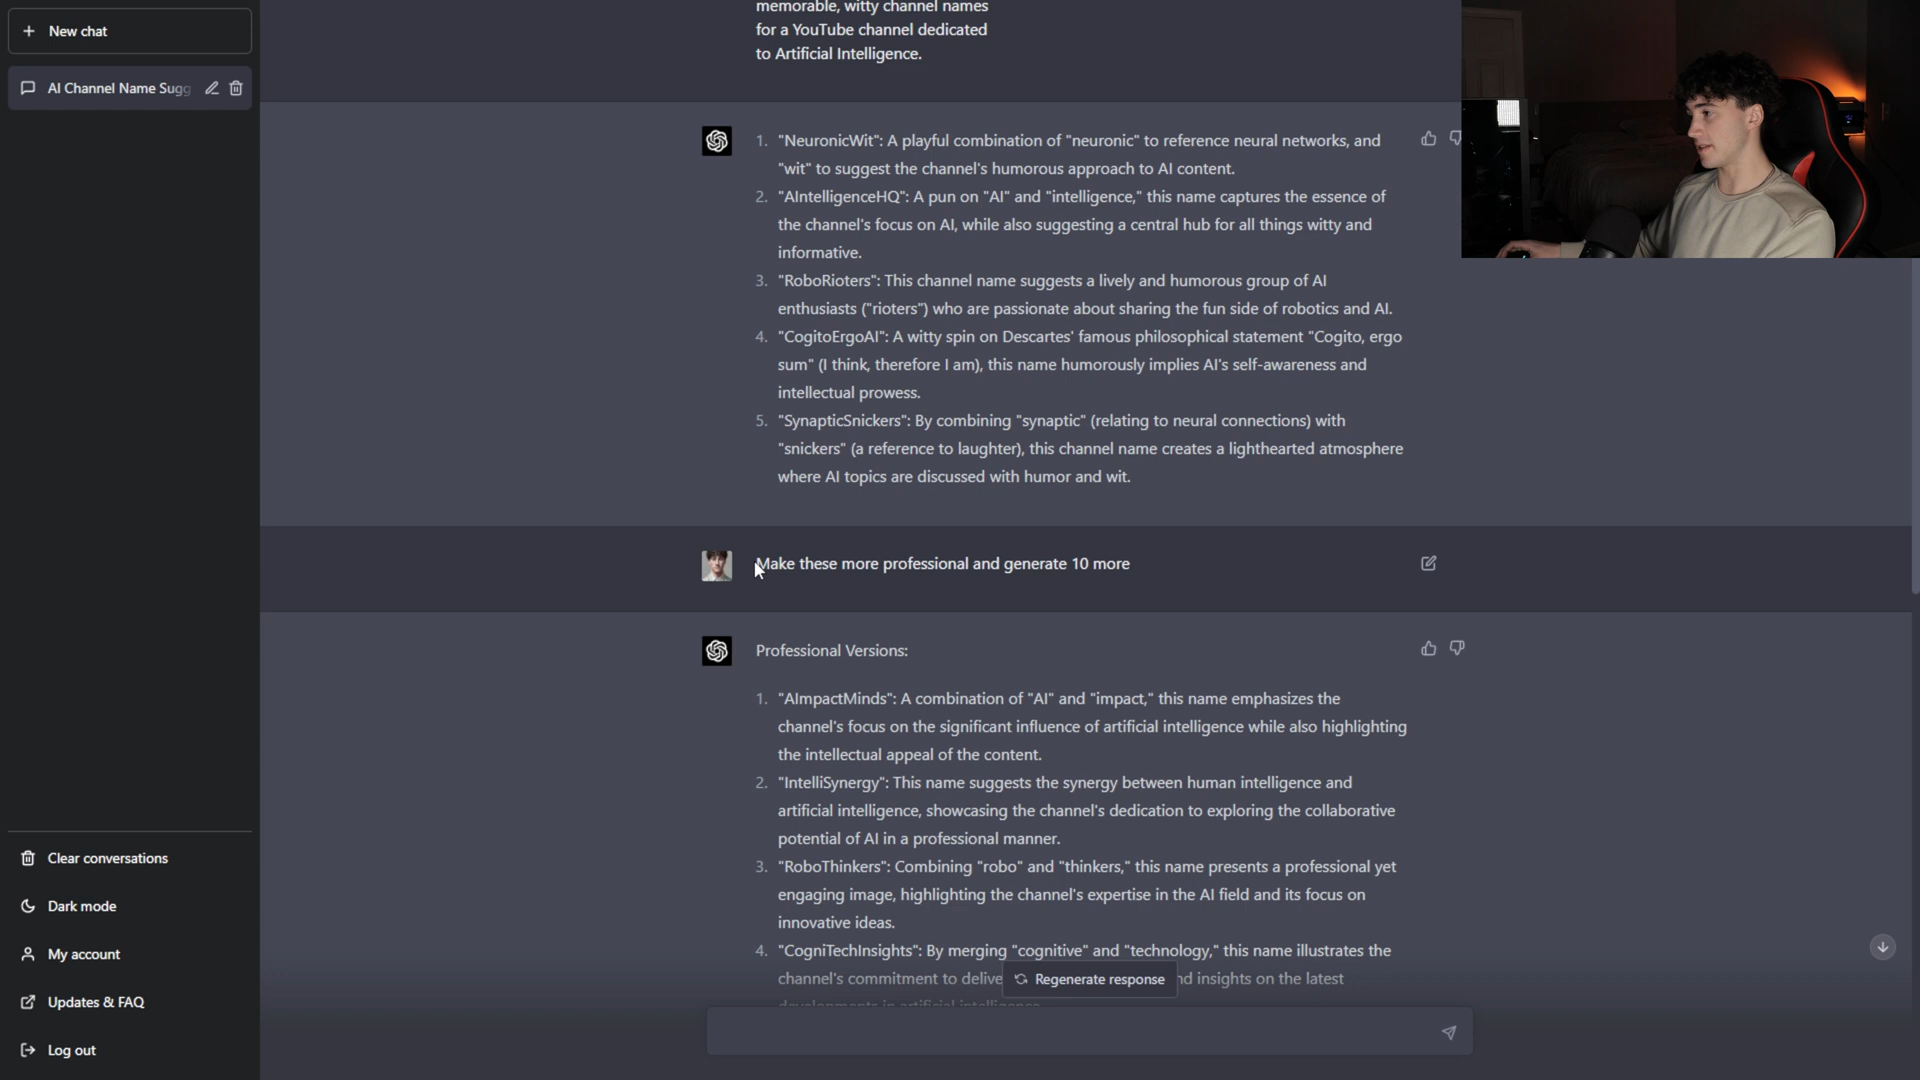 New chat
AI Channel Name Sugg
Clear conversations
Dark mode
My account
Updates & FAQ
Log out
memorable, witty channel names
for a YouTube channel dedicated
to Artificial Intelligence.
1. "NeuronicWit": A playful combination of "neuronic" to reference neural networks, and
"wit" to suggest the channel's humorous approach to AI content.
2. "AIntelligenceHQ": A pun on "AI" and "intelligence," this name captures the essence of
the channel's focus on AI, while also suggesting a central hub for all things witty and
informative.
3. "RoboRioters": This channel name suggests a lively and humorous group of AI
enthusiasts ("rioters") who are passionate about sharing the fun side of robotics and AI.
4. "CogitoErgoAI": A witty spin on Descartes' famous philosophical statement "Cogito, ergo
sum" (I think, therefore I am), this name humorously implies AI's self-awareness and
intellectual prowess.
5. "SynapticSnickers": By combining "synaptic" (relating to neural connections) with
"snickers" (a reference to laughter), this channel name creates a lighthearted atmosphere
where AI topics are discussed with humor and wit.
Make these more professional and generate 10 more
Professional Versions:
1. "AImpactMinds": A combination of "AI" and "impact," this name emphasizes the
channel's focus on the significant influence of artificial intelligence while also highlighting
the intellectual appeal of the content.
2. "IntelliSynergy": This name suggests the synergy between human intelligence and
artificial intelligence, showcasing the channel's dedication to exploring the collaborative
potential of AI in a professional manner.
3. "RoboThinkers": Combining "robo" and "thinkers," this name presents a professional yet
engaging image, highlighting the channel's expertise in the AI field and its focus on
innovative ideas.
4. "CogniTechInsights": By merging "cognitive" and "technology," this name illustrates the
channel's commitment to delive nd insights on the latest
developments in artificial intelligence.
Regenerate response